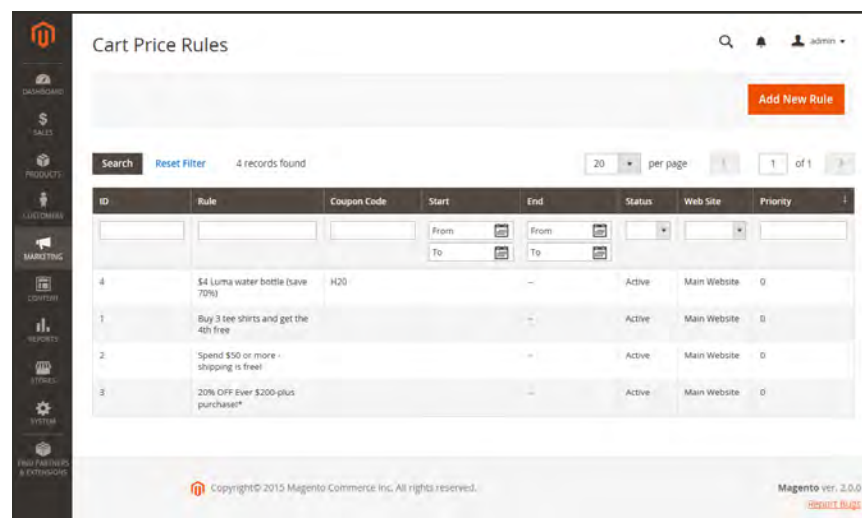 Cart Price Rules
admin
DASHBOARD
Add New Rule
SALES
Search Reset Filter 4 records found 20 per page 1 of 1
PRODUCTS
ID Rule Coupon Code Start End Status Web Site Priority
CUSTOMERS
From From
MARKETING
To To
CONTENT
4 $4 Luma water bottle (save H20 -- Active Main Website 0
70%)
REPORTS
1 Buy 3 tee shirts and get the -- Active Main Website 0
4th free
2 Spend $50 or more - -- Active Main Website 0
shipping is free!
STORES
3 20% OFF Ever $200-plus -- Active Main Website 0
purchase!*
SYSTEM
FIND PARTNERS
& EXTENSIONS
Copyright© 2015 Magento Commerce Inc. All rights reserved. Magento ver. 2.0.0
Report Bugs